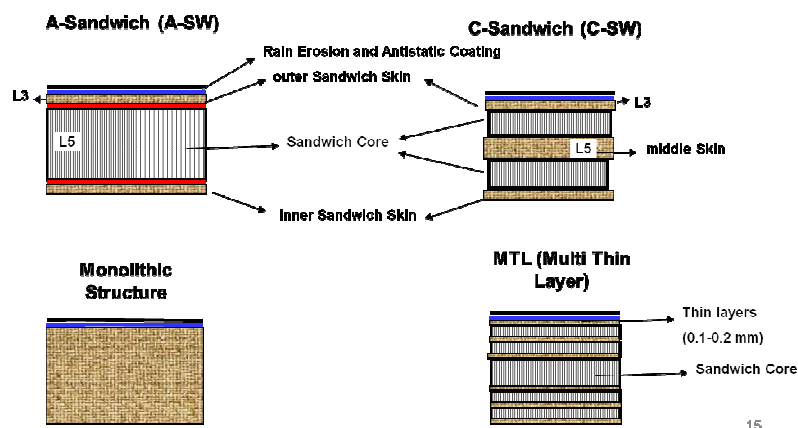 A-Sandwich (A-SW)
C-Sandwich (C-SW)
Rain Erosion and Antistatic Coating
outer Sandwich Skin
L3
L3
L5
Sandwich Core
L5
middle Skin
Inner Sandwich Skin
Monolithic
Structure
MTL (Multi Thin
Layer)
Thin layers
(0.1-0.2 mm)
Sandwich Core
15